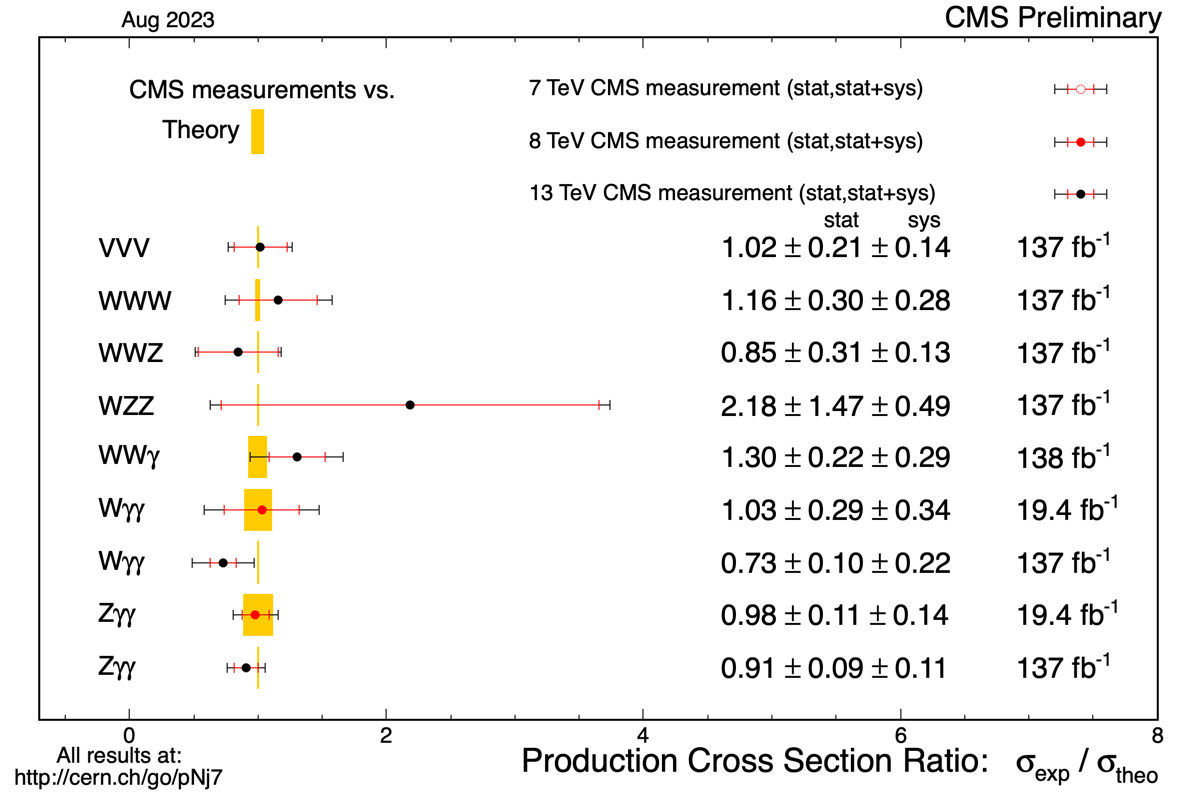 Aug 2023 CMS Preliminary
CMS measurements vs.
Theory
7 TeV CMS measurement (stat,stat+sys)
8 TeV CMS measurement (stat,stat+sys)
13 TeV CMS measurement (stat,stat+sys)
stat sys
VVV 1.02 ± 0.21 ± 0.14 137 fb⁻¹
WWW 1.16 ± 0.30 ± 0.28 137 fb⁻¹
WWZ 0.85 ± 0.31 ± 0.13 137 fb⁻¹
WZZ 2.18 ± 1.47 ± 0.49 137 fb⁻¹
WWγ 1.30 ± 0.22 ± 0.29 138 fb⁻¹
Wγγ 1.03 ± 0.29 ± 0.34 19.4 fb⁻¹
Wγγ 0.73 ± 0.10 ± 0.22 137 fb⁻¹
Zγγ 0.98 ± 0.11 ± 0.14 19.4 fb⁻¹
Zγγ 0.91 ± 0.09 ± 0.11 137 fb⁻¹
0 2 4 6 8
All results at:
http://cern.ch/go/pNj7
Production Cross Section Ratio: σexp / σtheo